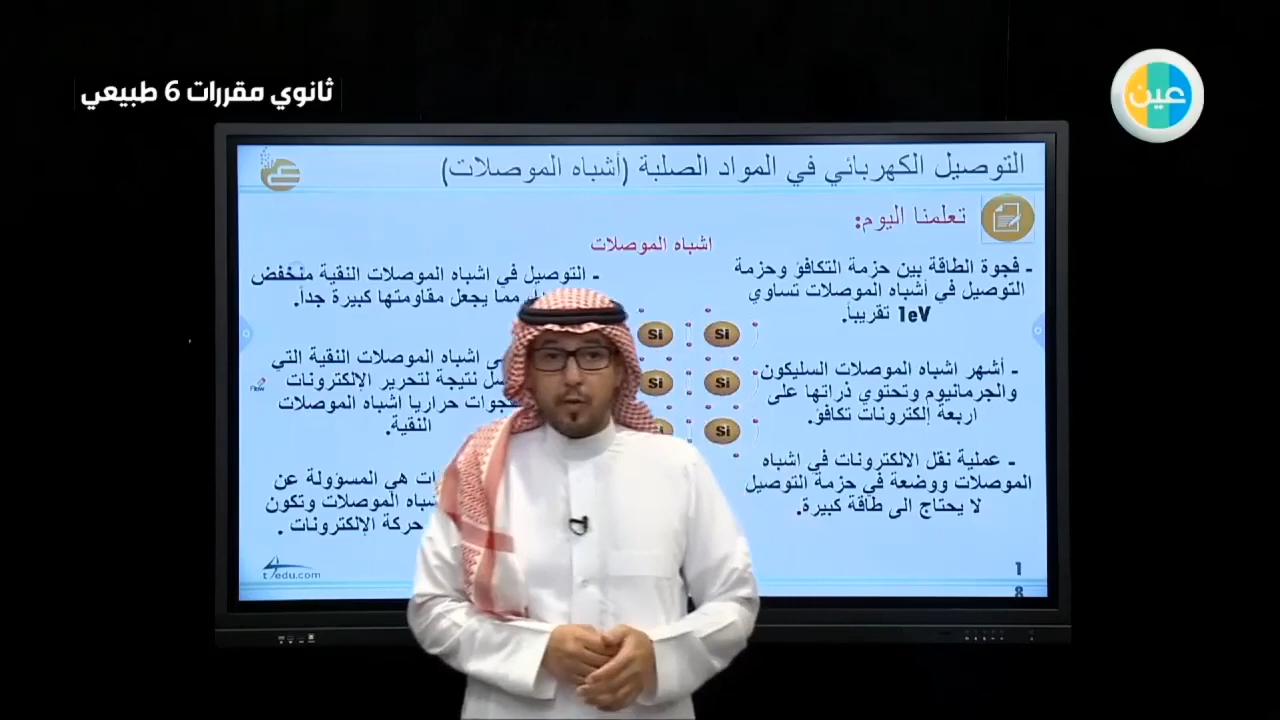 ثانوي مقررات 6 طبيعي
عين
التوصيل الكهربائي في المواد الصلبة (أشباه الموصلات)
تعلمنا اليوم:
اشباه الموصلات
- فجوة الطاقة بين حزمة التكافؤ وحزمة
التوصيل في أشباه الموصلات تساوي
1eV تقريباً.
- أشهر اشباه الموصلات السليكون
والجرمانيوم وتحتوي ذراتها على
اربعة إلكترونات تكافؤ.
- عملية نقل الالكترونات في اشباه
الموصلات ووضعة في حزمة التوصيل
لا يحتاج الى طاقة كبيرة.
- التوصيل في اشباه الموصلات النقية منخفض
مما يجعل مقاومتها كبيرة جداً.
اشباه الموصلات النقية التي
نتيجة لتحرير الإلكترونات
حراريا اشباه الموصلات
النقية.
هي المسؤولة عن
الموصلات وتكون
حركة الإلكترونات .
Si Si
Si Si
Si
Flow
t4edu.com
1
8